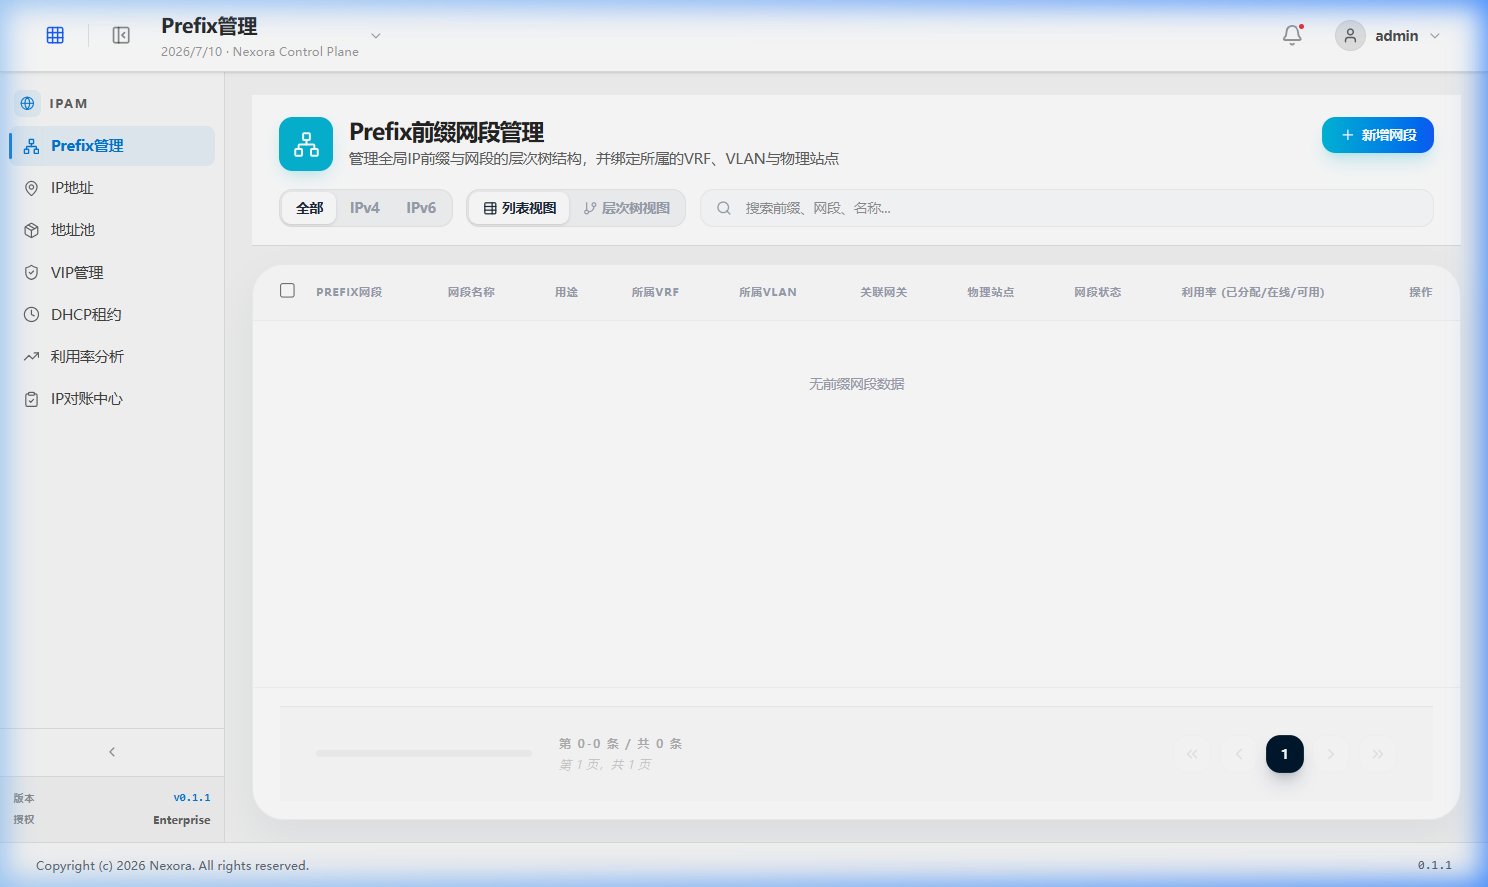 Prefix管理
2026/7/10 · Nexora Control Plane
admin
IPAM
Prefix管理
IP地址
地址池
VIP管理
DHCP租约
利用率分析
IP对账中心
版本 v0.1.1
授权 Enterprise
Prefix前缀网段管理
管理全局IP前缀与网段的层次树结构，并绑定所属的VRF、VLAN与物理站点
新增网段
全部 IPv4 IPv6 列表视图 层次树视图 搜索前缀、网段、名称...
PREFIX网段 网段名称 用途 所属VRF 所属VLAN 关联网关 物理站点 网段状态 利用率 (已分配/在线/可用) 操作
无前缀网段数据
第 0-0 条 / 共 0 条
第 1 页, 共 1 页
1
Copyright (c) 2026 Nexora. All rights reserved. 0.1.1